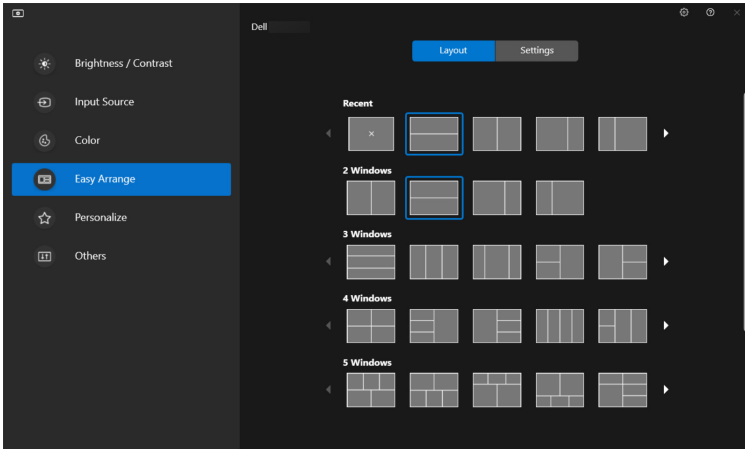 Dell
Layout
Settings
Brightness / Contrast
Input Source
Color
Easy Arrange
Personalize
Others
Recent
2 Windows
3 Windows
4 Windows
5 Windows